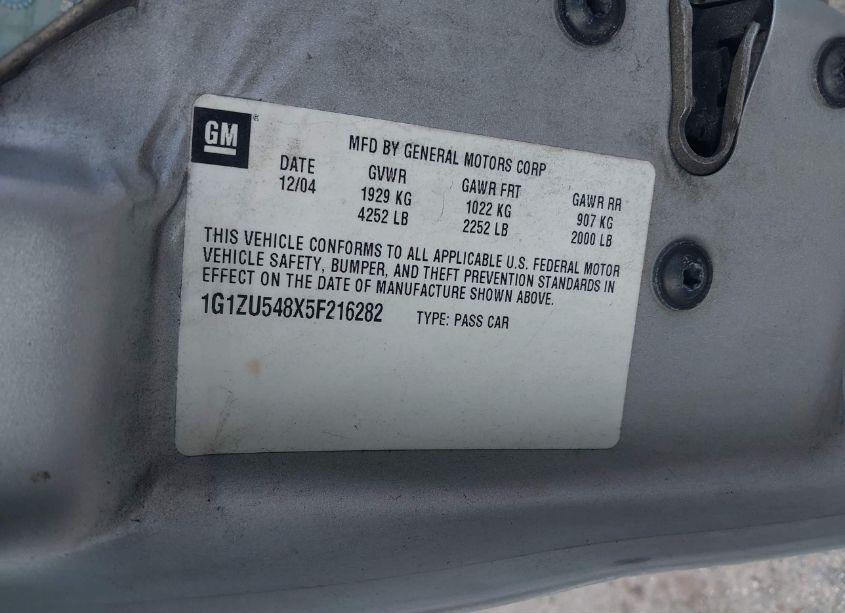 GM ®
MFD BY GENERAL MOTORS CORP
DATE GVWR GAWR FRT GAWR RR
12/04 1929 KG 1022 KG 907 KG
4252 LB 2252 LB 2000 LB
THIS VEHICLE CONFORMS TO ALL APPLICABLE U.S. FEDERAL MOTOR
VEHICLE SAFETY, BUMPER, AND THEFT PREVENTION STANDARDS IN
EFFECT ON THE DATE OF MANUFACTURE SHOWN ABOVE.
1G1ZU548X5F216282 TYPE: PASS CAR